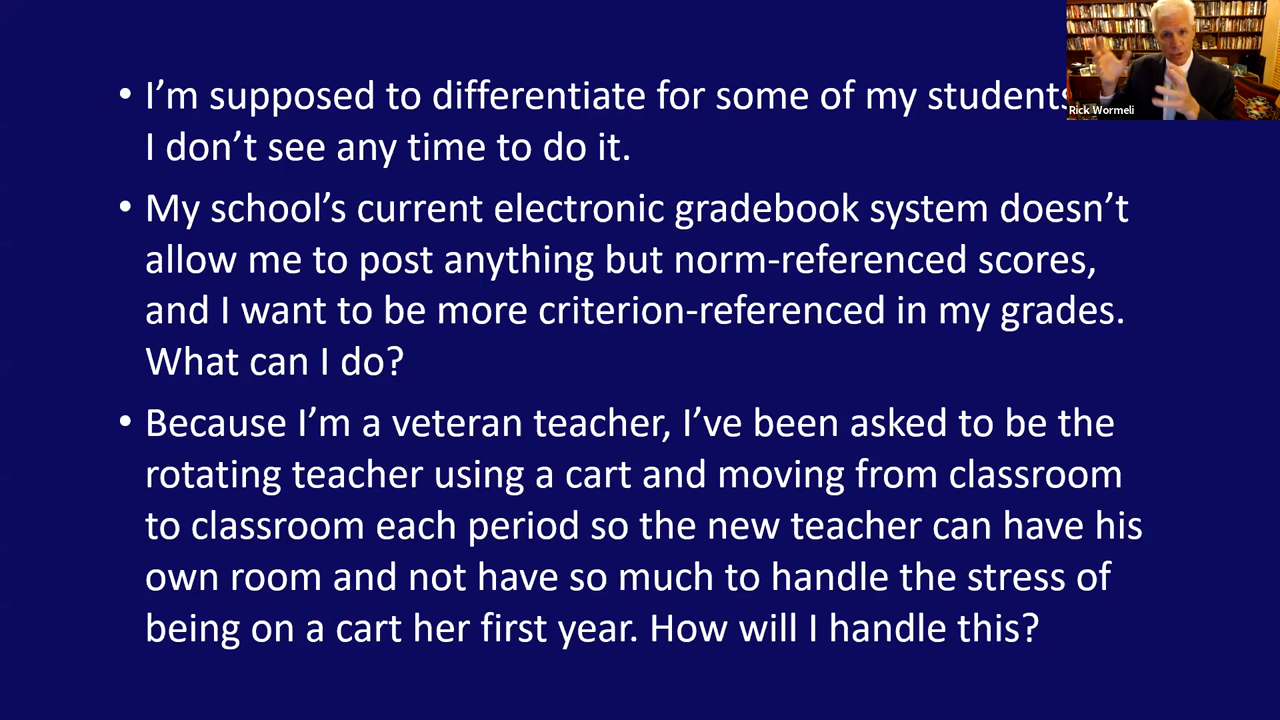 • I'm supposed to differentiate for some of my students
I don't see any time to do it.
• My school's current electronic gradebook system doesn't
allow me to post anything but norm-referenced scores,
and I want to be more criterion-referenced in my grades.
What can I do?
• Because I'm a veteran teacher, I've been asked to be the
rotating teacher using a cart and moving from classroom
to classroom each period so the new teacher can have his
own room and not have so much to handle the stress of
being on a cart her first year. How will I handle this?
Rick Wormeli